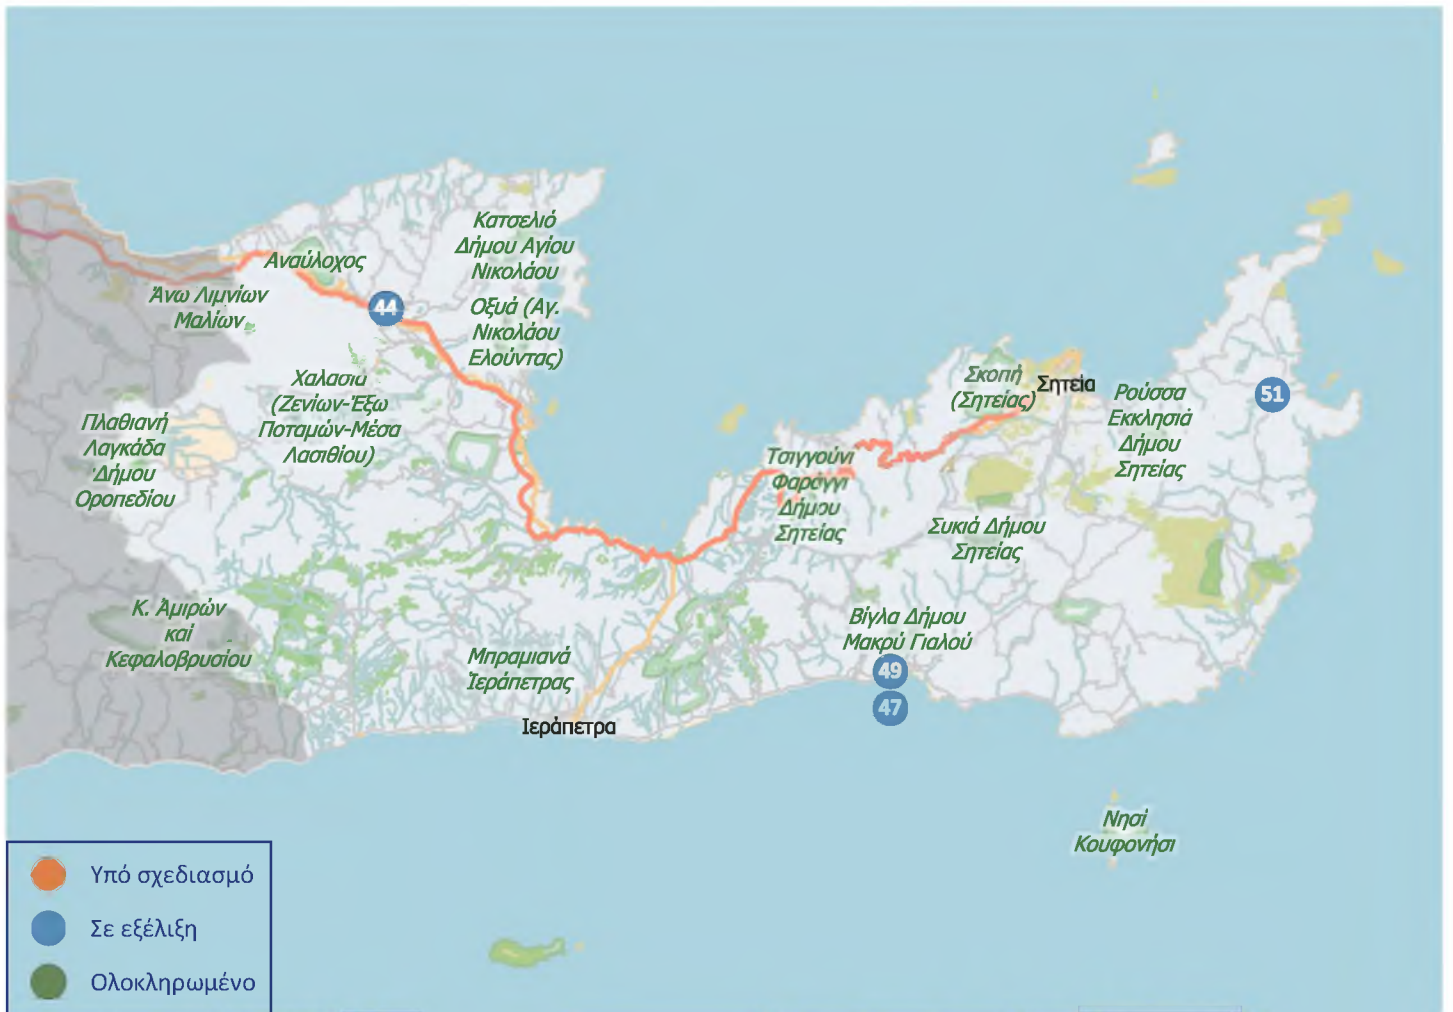 Κατσελιό
Δήμου Αγίου
Νικολάου
Αναύλοχος
Άνω Λιμνίων
Μαλίων
44
Οξυά (Αγ.
Νικολάου
Ελούντας)
Χαλασιά
(Ζενίων-Έξω
Ποταμών-Μέσα
Λασιθίου)
Πλαθιανή
Λαγκάδα
Δήμου
Οροπεδίου
Σκοπή
(Σητείας)
Σητεία
Ρούσσα
Εκκλησιά
Δήμου
Σητείας
51
Τσιγγούνι
Φαράγγι
Δήμου
Σητείας
Συκιά Δήμου
Σητείας
Κ. Αμιρών
και
Κεφαλοβρυσίου
Μπραμιανά
Ιεράπετρας
Ιεράπετρα
Βίγλα Δήμου
Μακρύ Γιαλού
49
47
Νησί
Κουφονήσι
Υπό σχεδιασμό
Σε εξέλιξη
Ολοκληρωμένο